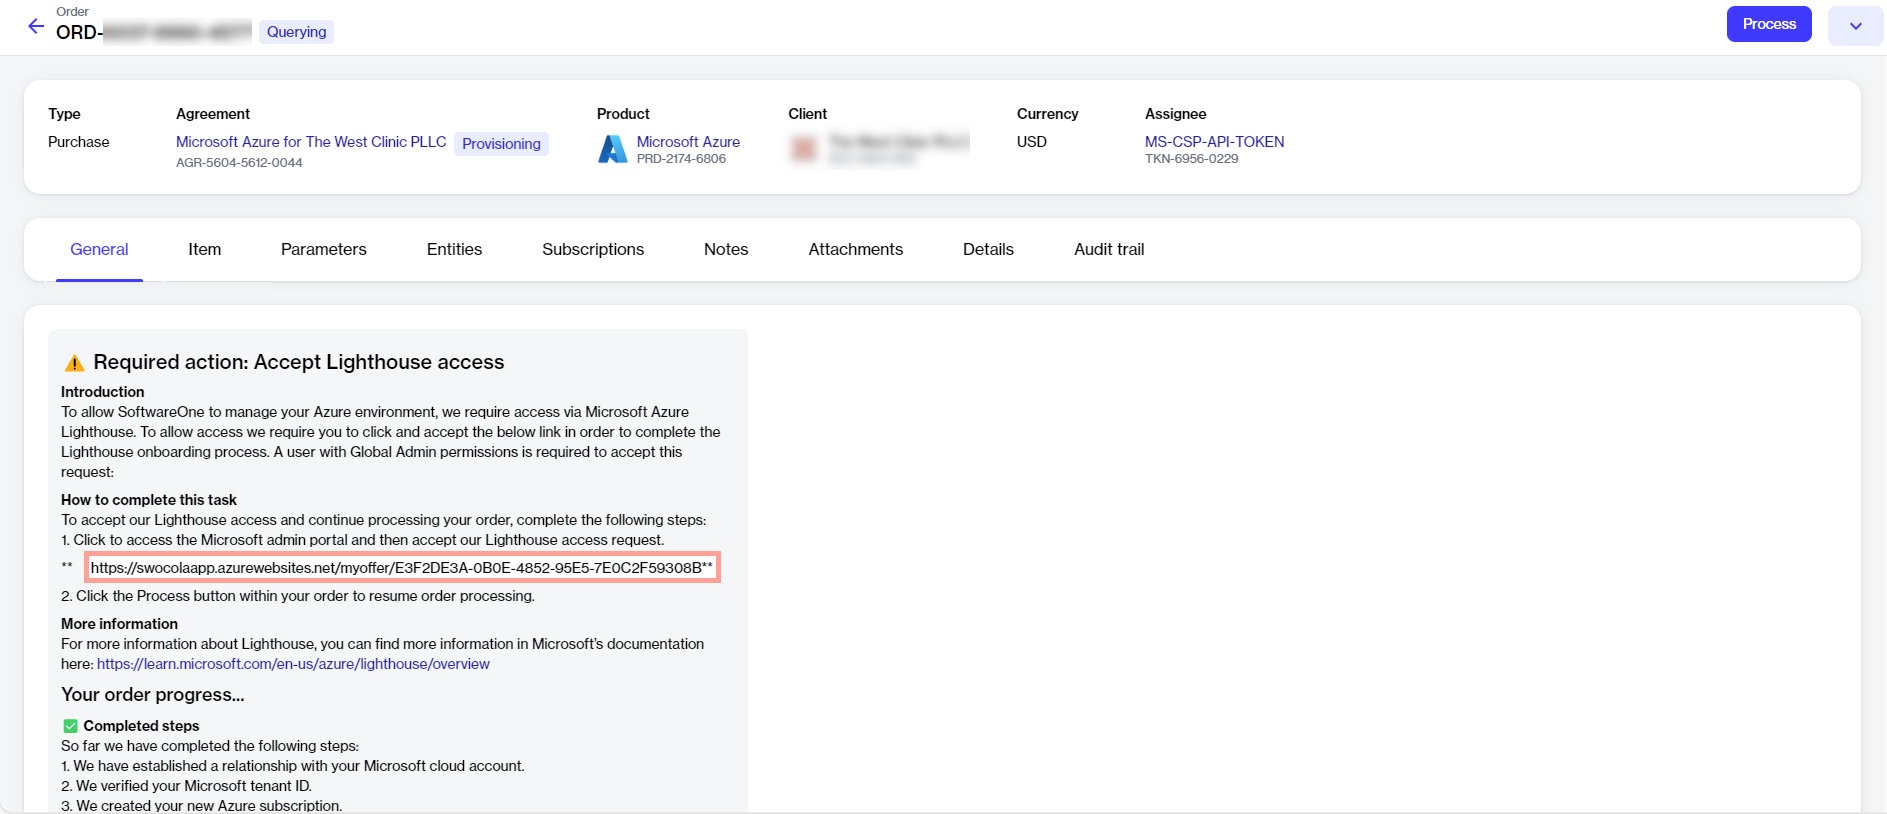 Order
ORD-
Querying
Process
Type
Agreement
Product
Client
Currency
Assignee
Purchase
Microsoft Azure for The West Clinic PLLC
Provisioning
AGR-5604-5612-0044
Microsoft Azure
PRD-2174-6806
USD
MS-CSP-API-TOKEN
TKN-6956-0229
General
Item
Parameters
Entities
Subscriptions
Notes
Attachments
Details
Audit trail
Required action: Accept Lighthouse access
Introduction
To allow SoftwareOne to manage your Azure environment, we require access via Microsoft Azure
Lighthouse. To allow access we require you to click and accept the below link in order to complete the
Lighthouse onboarding process. A user with Global Admin permissions is required to accept this
request:
How to complete this task
To accept our Lighthouse access and continue processing your order, complete the following steps:
1. Click to access the Microsoft admin portal and then accept our Lighthouse access request.
** https://swocolaapp.azurewebsites.net/myoffer/E3F2DE3A-0B0E-4852-95E5-7E0C2F59308B**
2. Click the Process button within your order to resume order processing.
More information
For more information about Lighthouse, you can find more information in Microsoft's documentation
here: https://learn.microsoft.com/en-us/azure/lighthouse/overview
Your order progress...
Completed steps
So far we have completed the following steps:
1. We have established a relationship with your Microsoft cloud account.
2. We verified your Microsoft tenant ID.
3. We created your new Azure subscription.